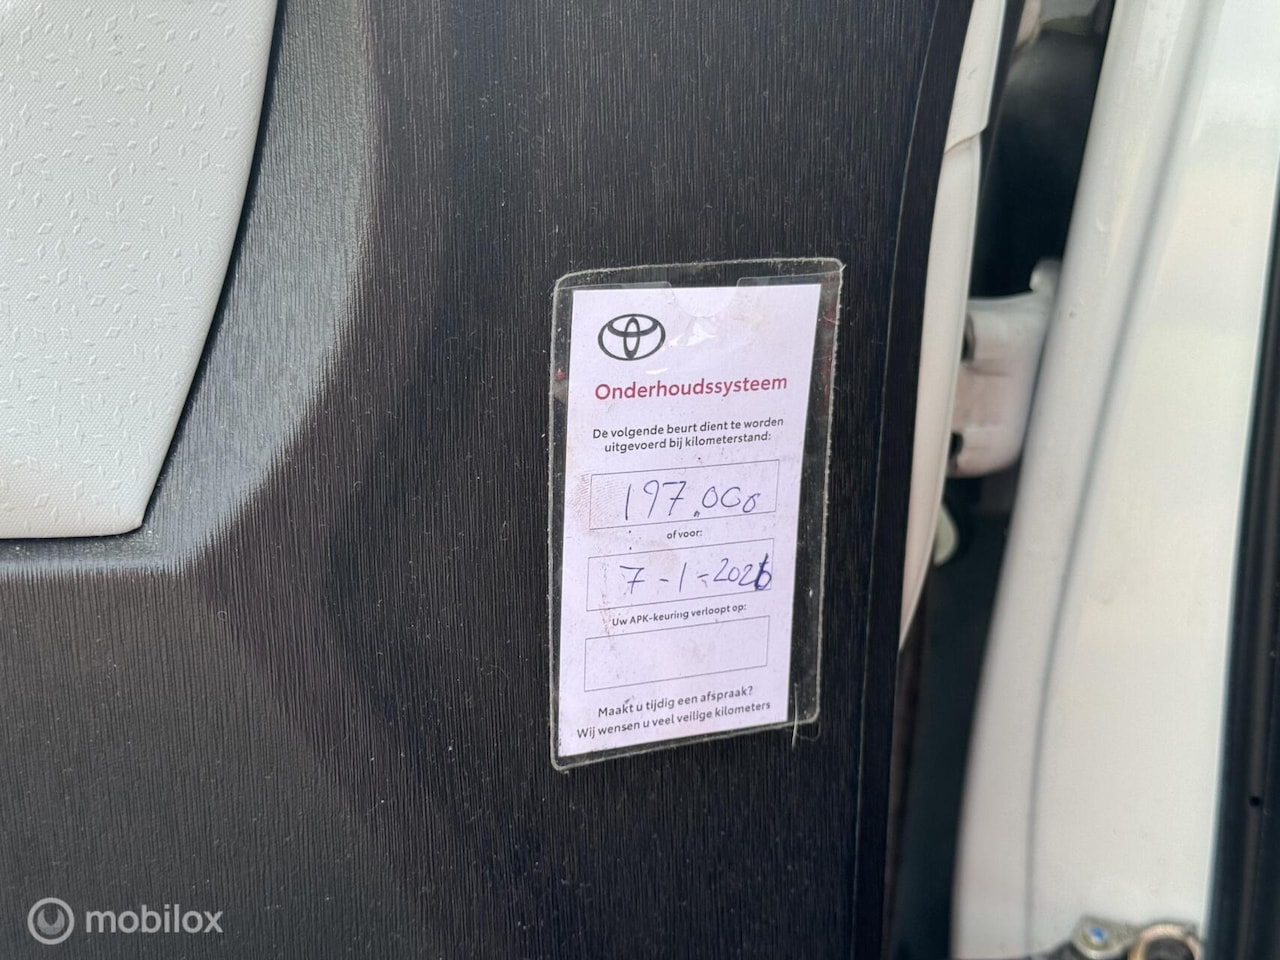 Onderhoudssysteem
De volgende beurt dient te worden
uitgevoerd bij kilometerstand:
197.000
of voor:
7-1-2026
Uw APK-keuring verloopt op:
Maakt u tijdig een afspraak?
Wij wensen u veel veilige kilometers
mobilox